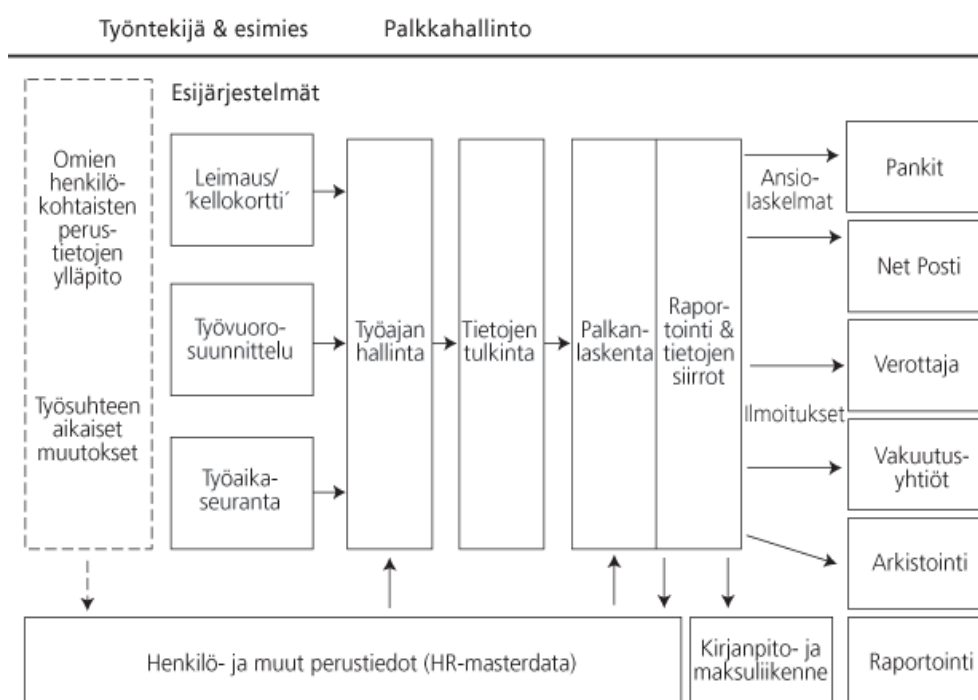 Työntekijä & esimies
Palkkahallinto
Esijärjestelmät
Omien
henkilö-
kohtaisten
perus-
tietojen
ylläpito
Työsuhteen
aikaiset
muutokset
Leimaus/
´kellokortti´
Työvuoro-
suunnittelu
Työaika-
seuranta
Työajan
hallinta
Tietojen
tulkinta
Palkan-
laskenta
Rapor-
tointi &
tietojen
siirrot
Ansio-
laskelmat
Ilmoitukset
Pankit
Net Posti
Verottaja
Vakuutus-
yhtiöt
Arkistointi
Henkilö- ja muut perustiedot (HR-masterdata)
Kirjanpito- ja
maksuliikenne
Raportointi